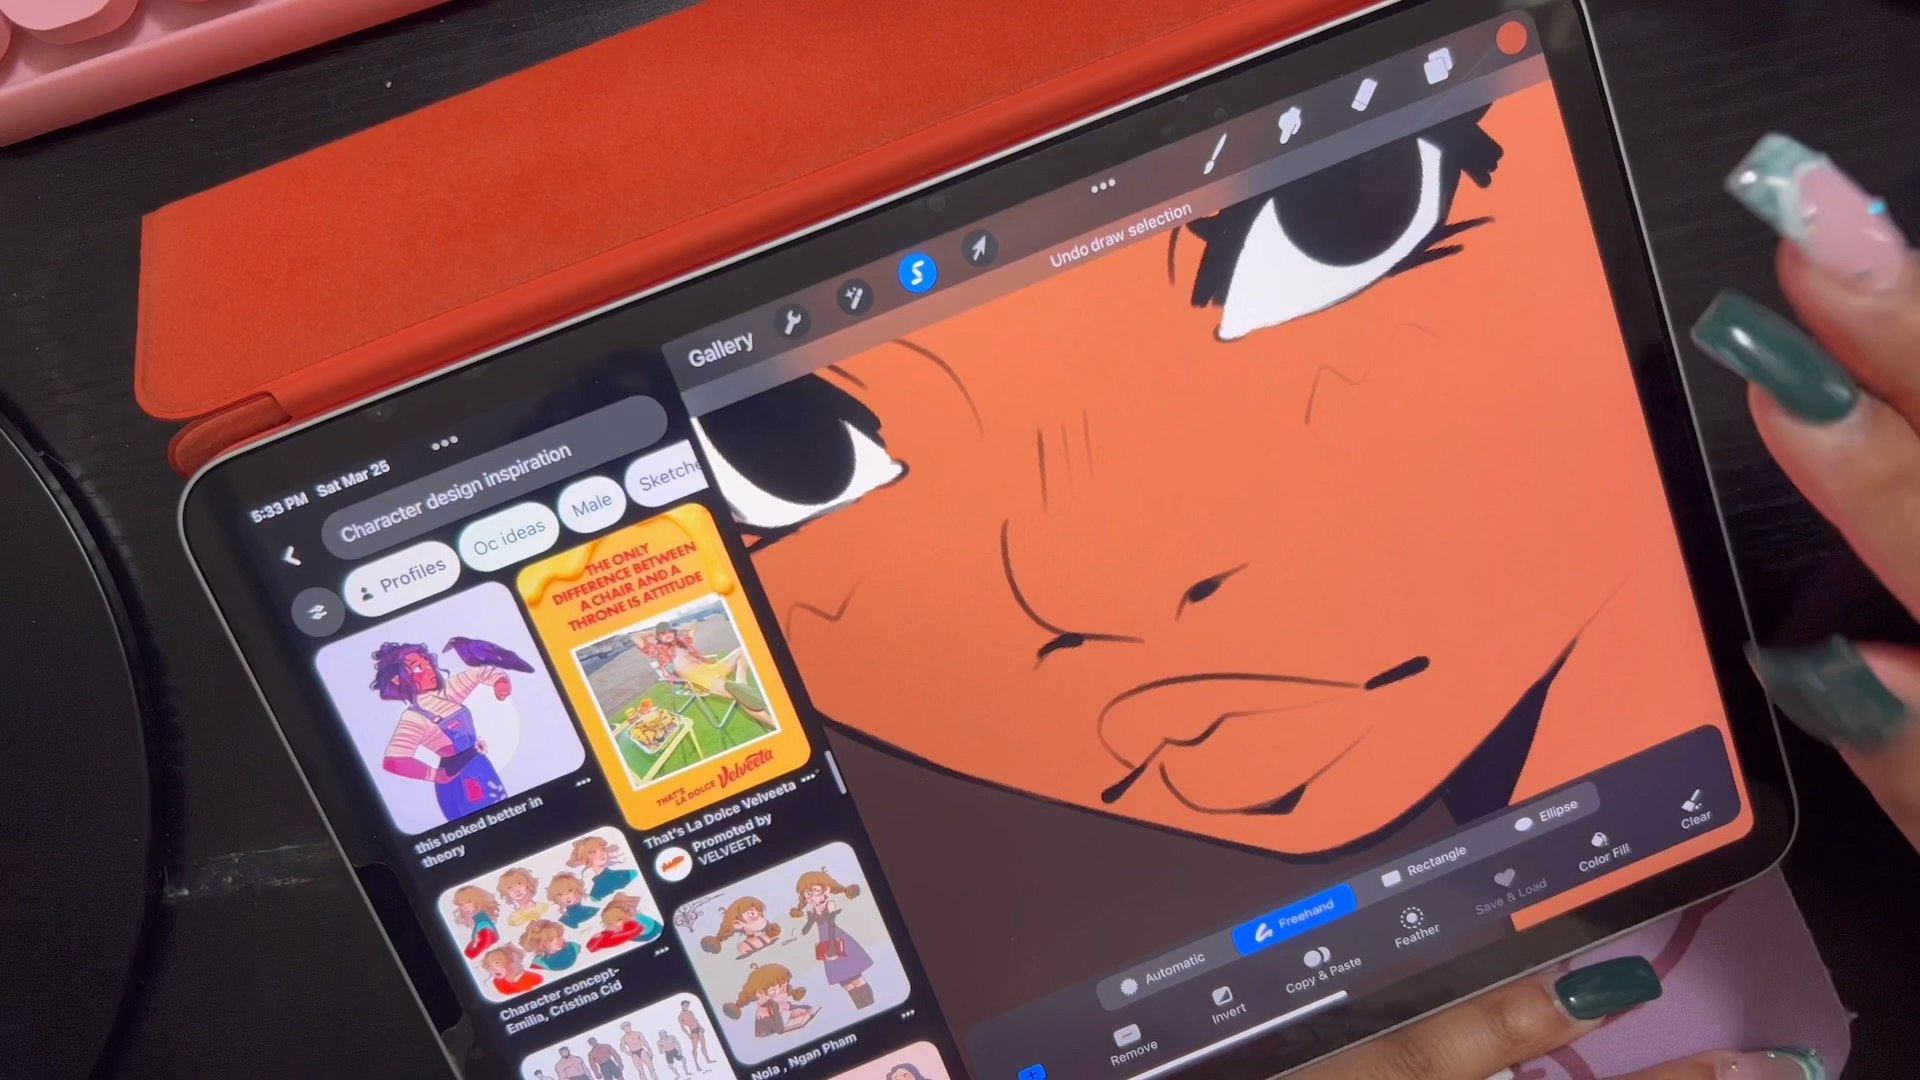 5:33 PM Sat Mar 25
Character design inspiration
Profiles
Oc ideas
Male
Sketche
THE ONLY
DIFFERENCE BETWEEN
A CHAIR AND A
THRONE IS ATTITUDE
THAT'S
LA DOLCE Velveeta
this looked better in
theory
That's La Dolce Velveeta
Promoted by
VELVEETA
Character concept-
Emilia, Cristina Cid
Nola , Ngan Pham
Gallery
Undo draw selection
Automatic
Freehand
Rectangle
Ellipse
Remove
Invert
Copy & Paste
Feather
Save & Load
Color Fill
Clear